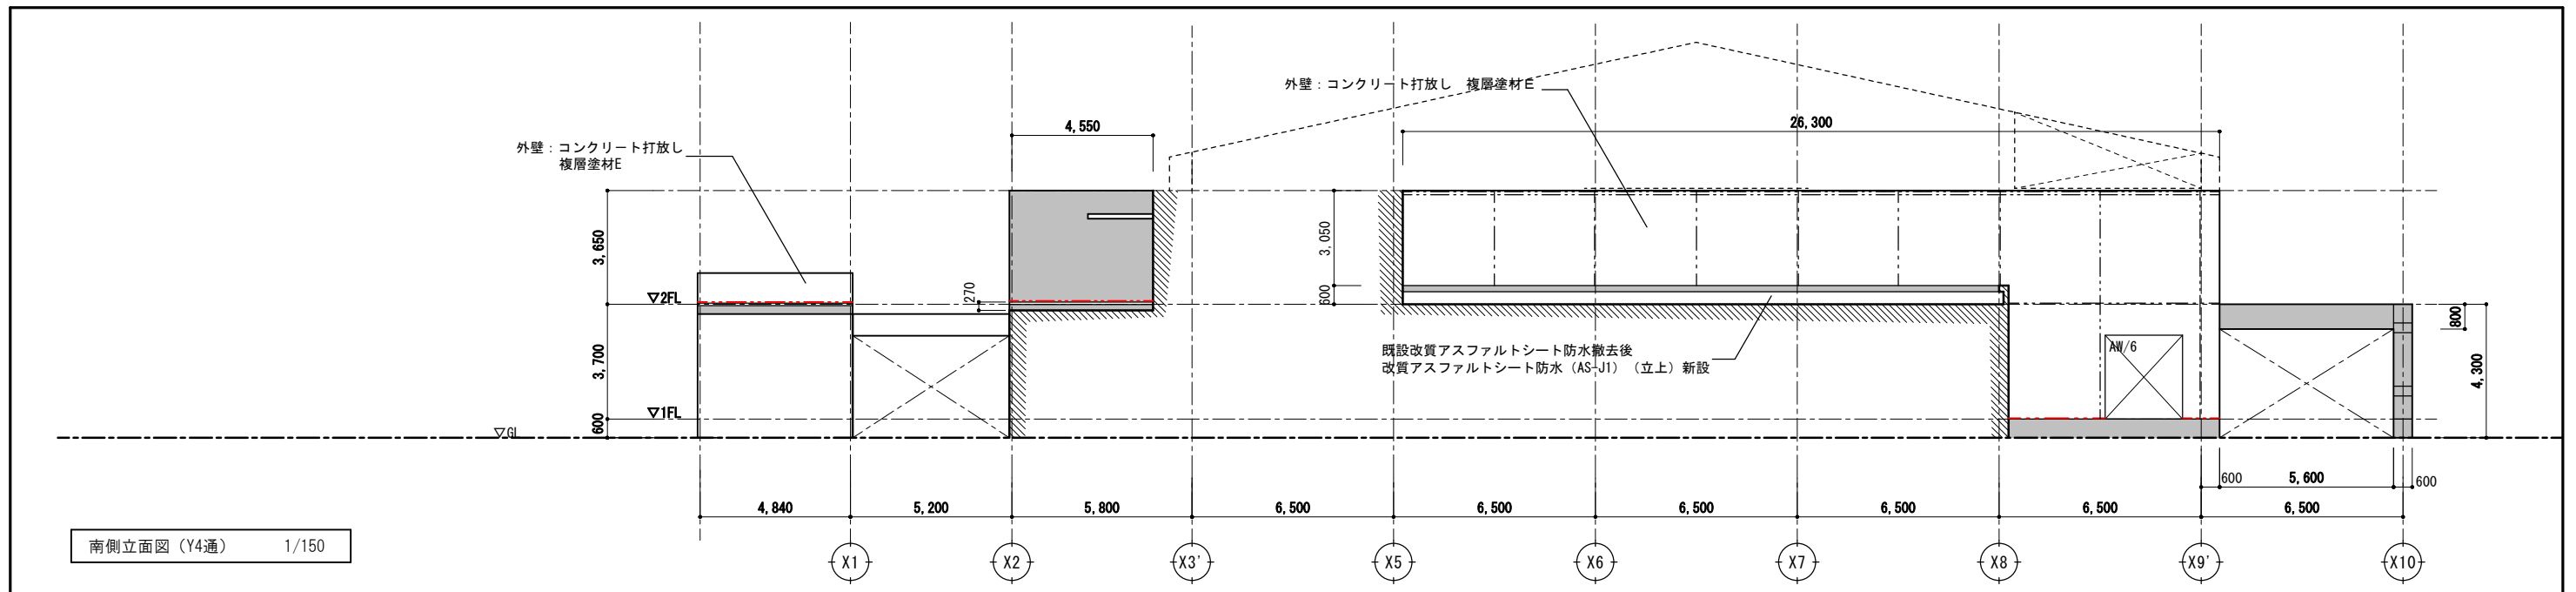 外壁：コンクリート打放し　複層塗材E
4,550
26,300
外壁：コンクリート打放し
複層塗材E
3,650
3,050
270
600
▽2FL
800
3,700
既設改質アスファルトシート防水撤去後
改質アスファルトシート防水（AS-J1）（立上）新設
AW/6
4,300
▽1FL
600
▽GL
600
5,600
600
4,840
5,200
5,800
6,500
6,500
6,500
6,500
6,500
6,500
南側立面図（Y4通）　1/150
X1
X2
X3'
X5
X6
X7
X8
X9'
X10